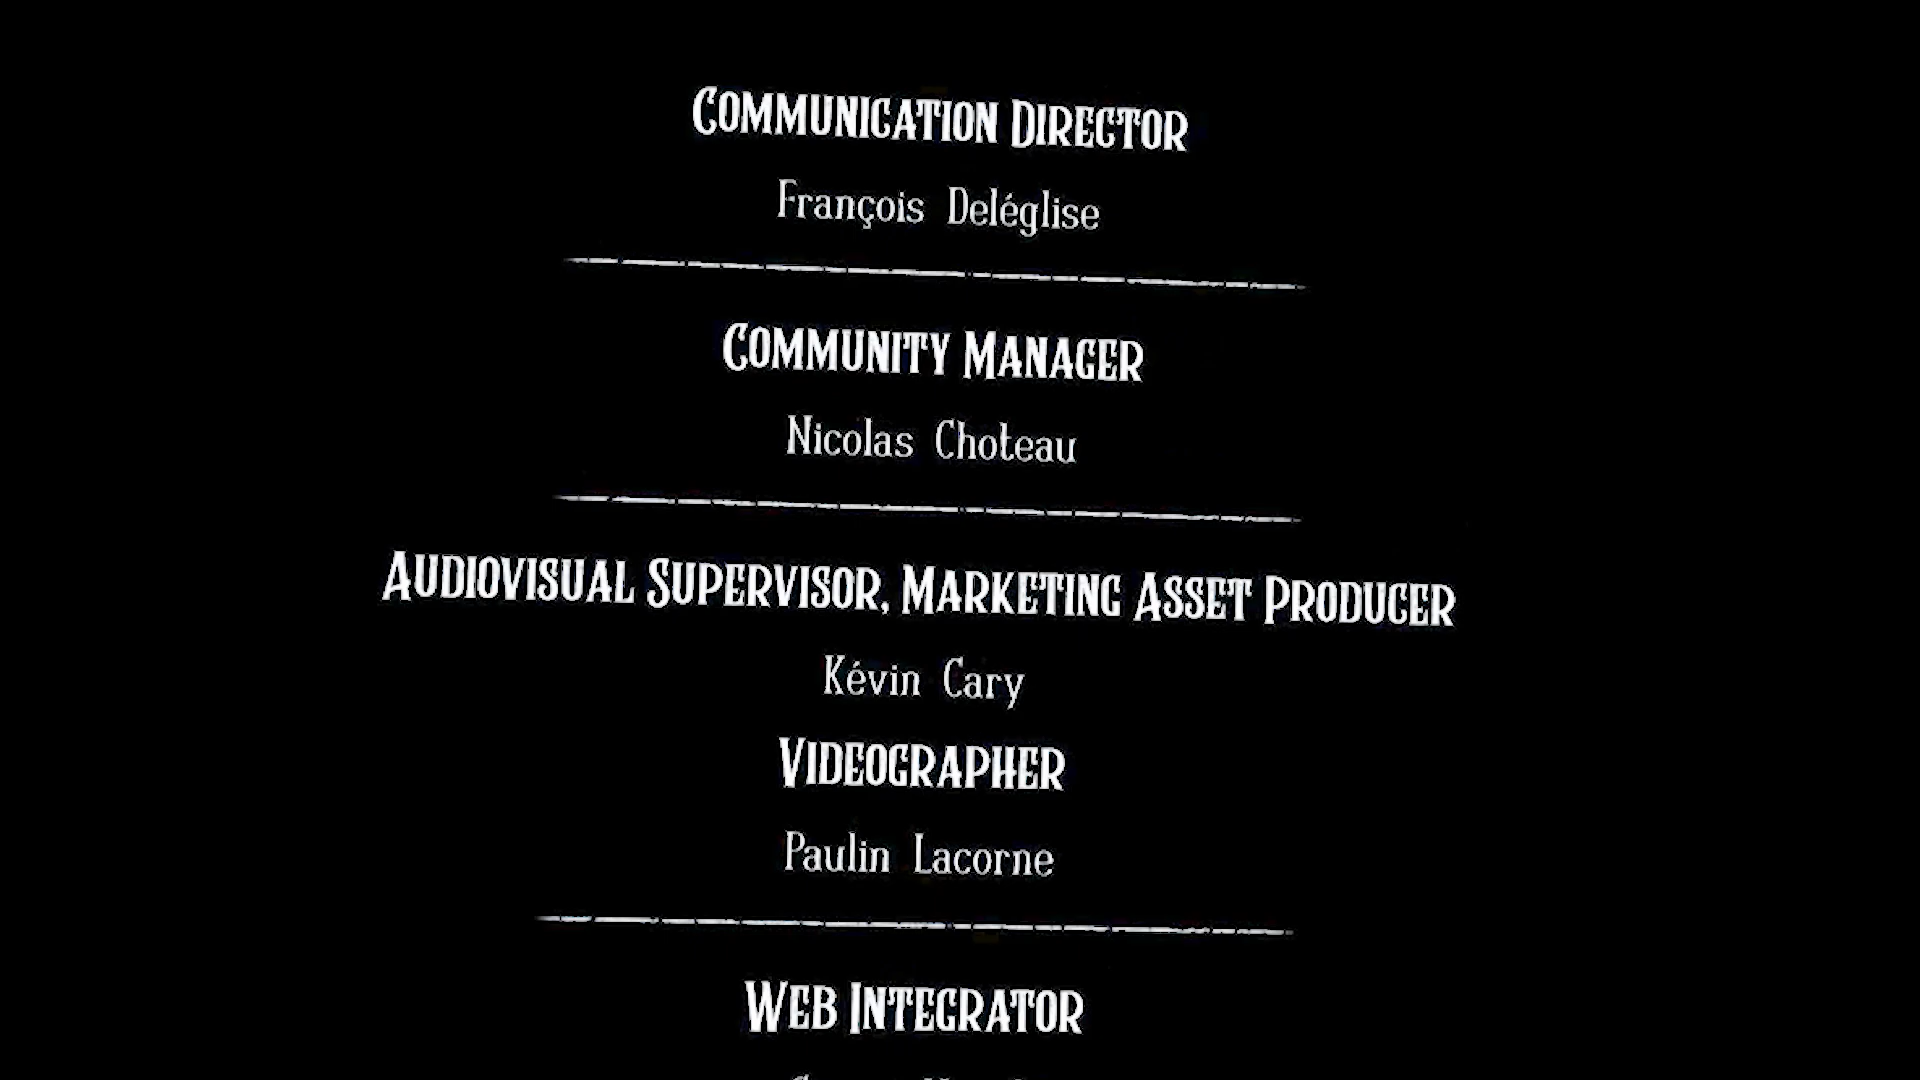 Communication Director
François Deléglise
Community Manager
Nicolas Choteau
Audiovisual Supervisor, Marketing Asset Producer
Kévin Cary
Videographer
Paulin Lacorne
Web Integrator